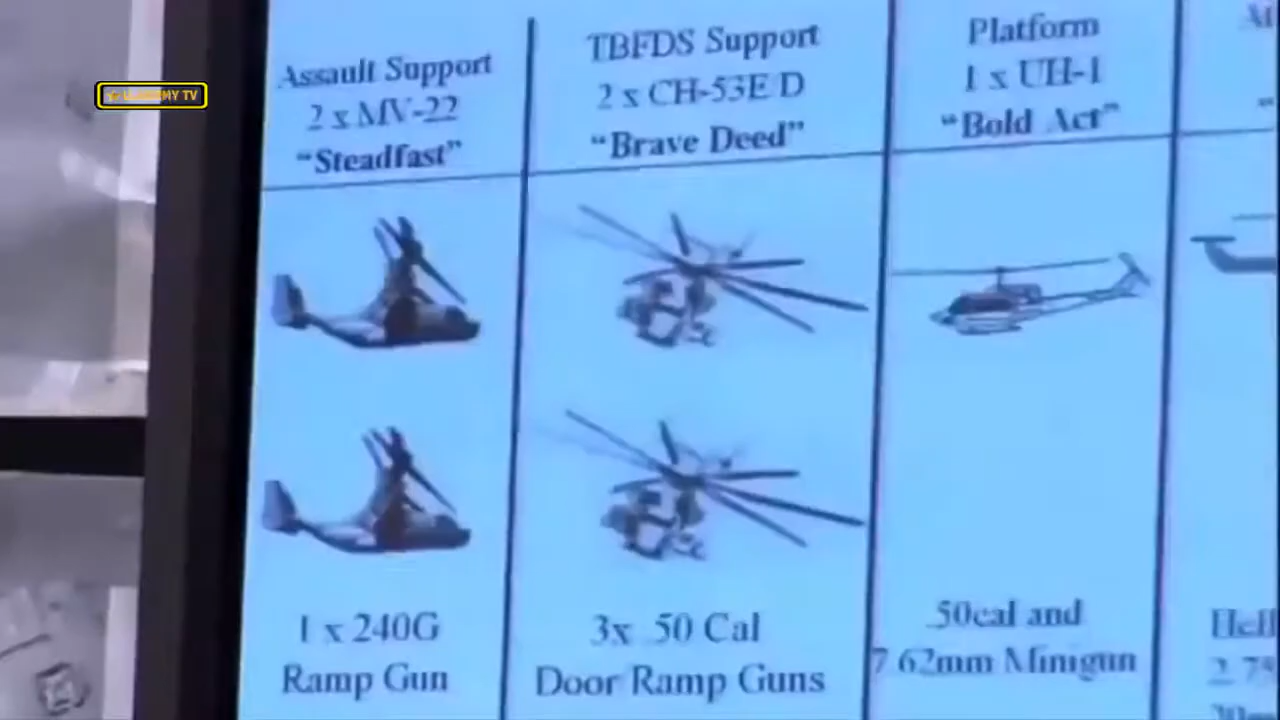 Assault Support
2 x MV-22
“Steadfast”
TBFDS Support
2 x CH-53E/D
“Brave Deed”
Platform
1 x UH-1
“Bold Act”
1 x 240G
Ramp Gun
3x .50 Cal
Door Ramp Guns
.50cal and
7.62mm Minigun
TV